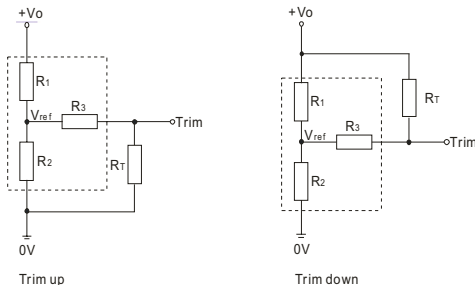 +Vo
R1
Vref
R3
Trim
R2
RT
0V
Trim up
+Vo
R1
RT
Vref
R3
Trim
R2
0V
Trim down